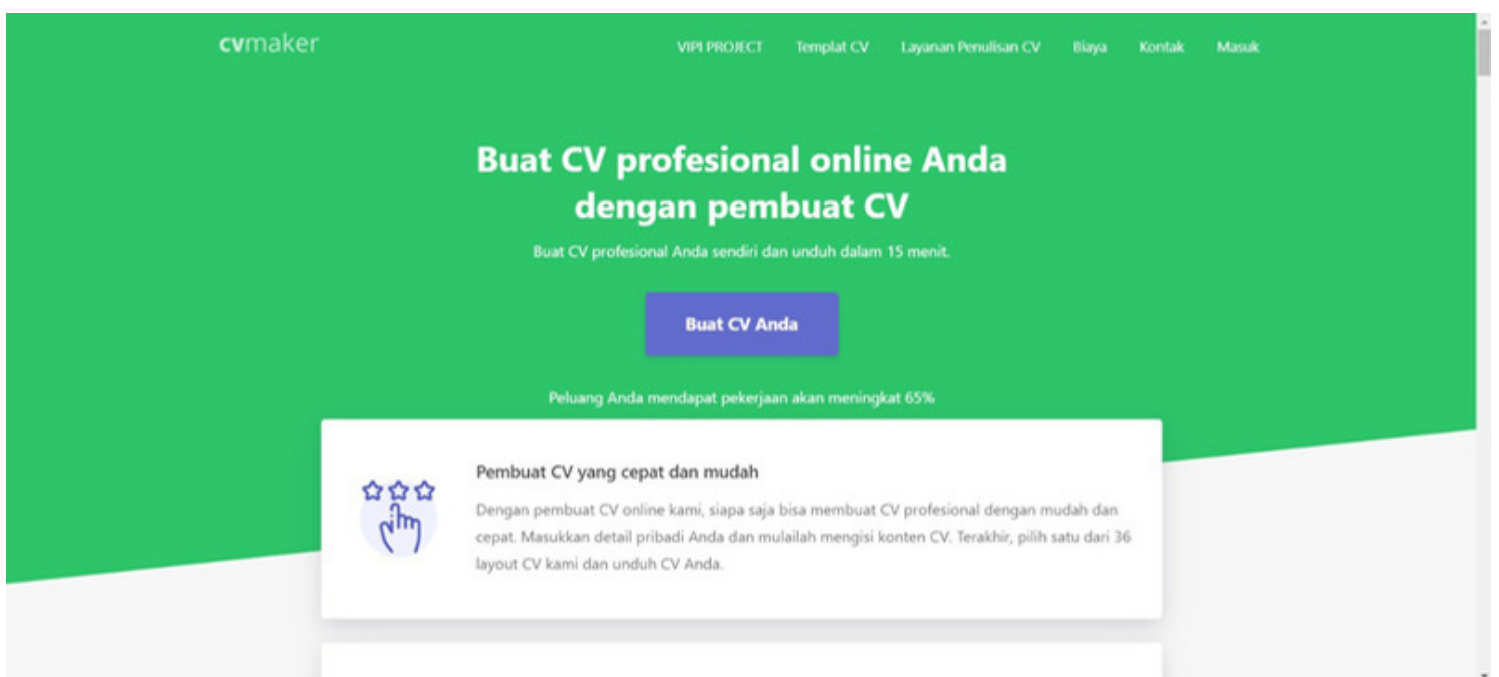 cvmaker
VIPI PROJECT Templat CV Layanan Penulisan CV Biaya Kontak Masuk
Buat CV profesional online Anda
dengan pembuat CV
Buat CV profesional Anda sendiri dan unduh dalam 15 menit.
Buat CV Anda
Peluang Anda mendapat pekerjaan akan meningkat 65%
Pembuat CV yang cepat dan mudah
Dengan pembuat CV online kami, siapa saja bisa membuat CV profesional dengan mudah dan
cepat. Masukkan detail pribadi Anda dan mulailah mengisi konten CV. Terakhir, pilih satu dari 36
layout CV kami dan unduh CV Anda.